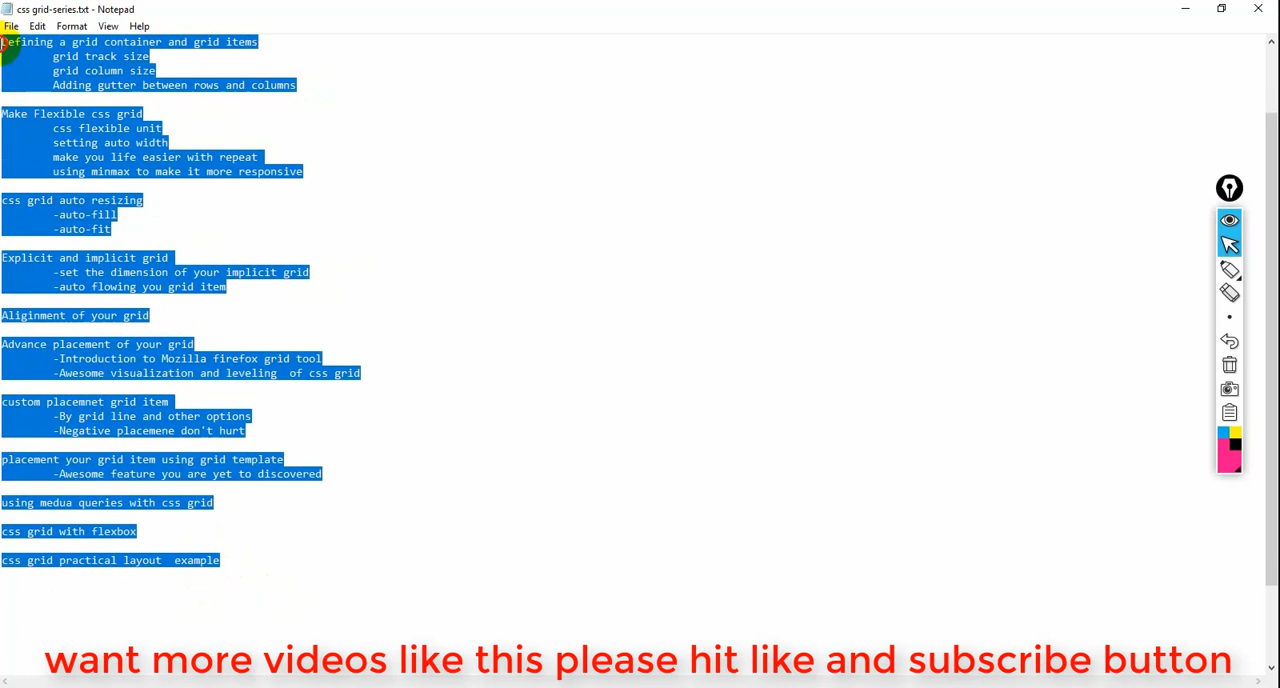 css grid-series.txt - Notepad
File Edit Format View Help
Defining a grid container and grid items
grid track size
grid column size
Adding gutter between rows and columns
Make Flexible css grid
css flexible unit
setting auto width
make you life easier with repeat
using minmax to make it more responsive
css grid auto resizing
-auto-fill
-auto-fit
Explicit and implicit grid
-set the dimension of your implicit grid
-auto flowing you grid item
Aliginment of your grid
Advance placement of your grid
-Introduction to Mozilla firefox grid tool
-Awesome visualization and leveling  of css grid
custom placemnet grid item
-By grid line and other options
-Negative placemene don't hurt
placement your grid item using grid template
-Awesome feature you are yet to discovered
using medua queries with css grid
css grid with flexbox
css grid practical layout  example
want more videos like this please hit like and subscribe button